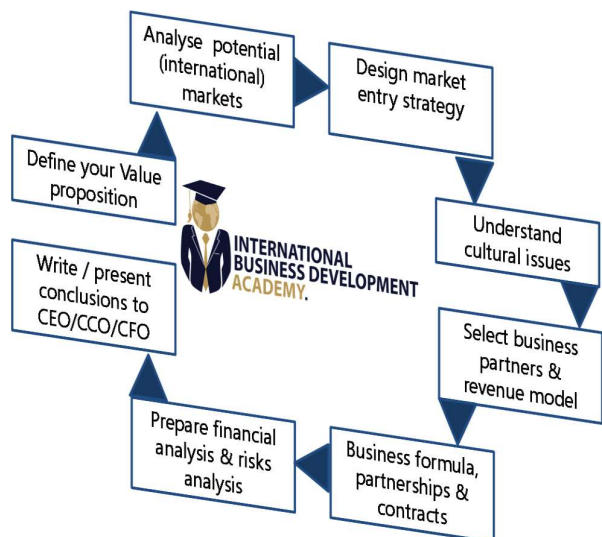 Define your Value
proposition
Analyse potential
(international)
markets
Design market
entry strategy
Understand
cultural issues
Select business
partners &
revenue model
Business formula,
partnerships &
contracts
Prepare financial
analysis & risks
analysis
Write / present
conclusions to
CEO/CCO/CFO
INTERNATIONAL
BUSINESS DEVELOPMENT
ACADEMY.